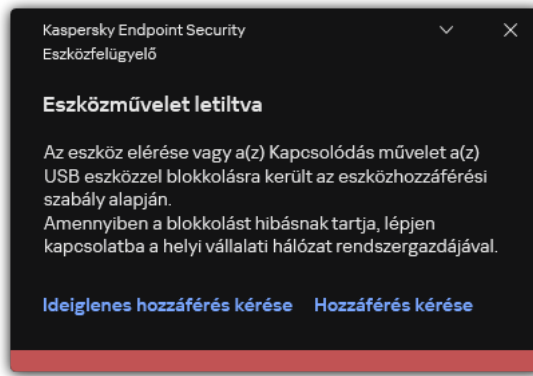 Kaspersky Endpoint Security
Eszközfelügyelő
Eszközművelet letiltva
Az eszköz elérése vagy a(z) Kapcsolódás művelet a(z)
USB eszközzel blokkolásra került az eszközhozzáférési
szabály alapján.
Amennyiben a blokkolást hibásnak tartja, lépjen
kapcsolatba a helyi vállalati hálózat rendszergazdájával.
Ideiglenes hozzáférés kérése Hozzáférés kérése